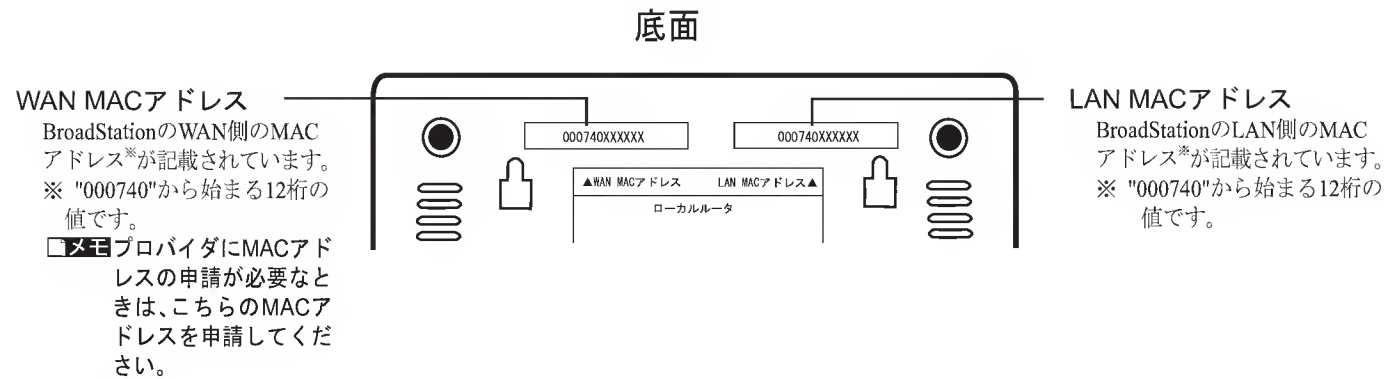 底面
WAN MACアドレス
BroadStationのWAN側のMAC
アドレス※が記載されています。
※ "000740"から始まる12桁の
値です。
メモ プロバイダにMACアド
レスの申請が必要なと
きは、こちらのMACア
ドレスを申請してくだ
さい。
000740XXXXXX
000740XXXXXX
▲WAN MACアドレス LAN MACアドレス▲
ローカルルータ
LAN MACアドレス
BroadStationのLAN側のMAC
アドレス※が記載されています。
※ "000740"から始まる12桁の
値です。